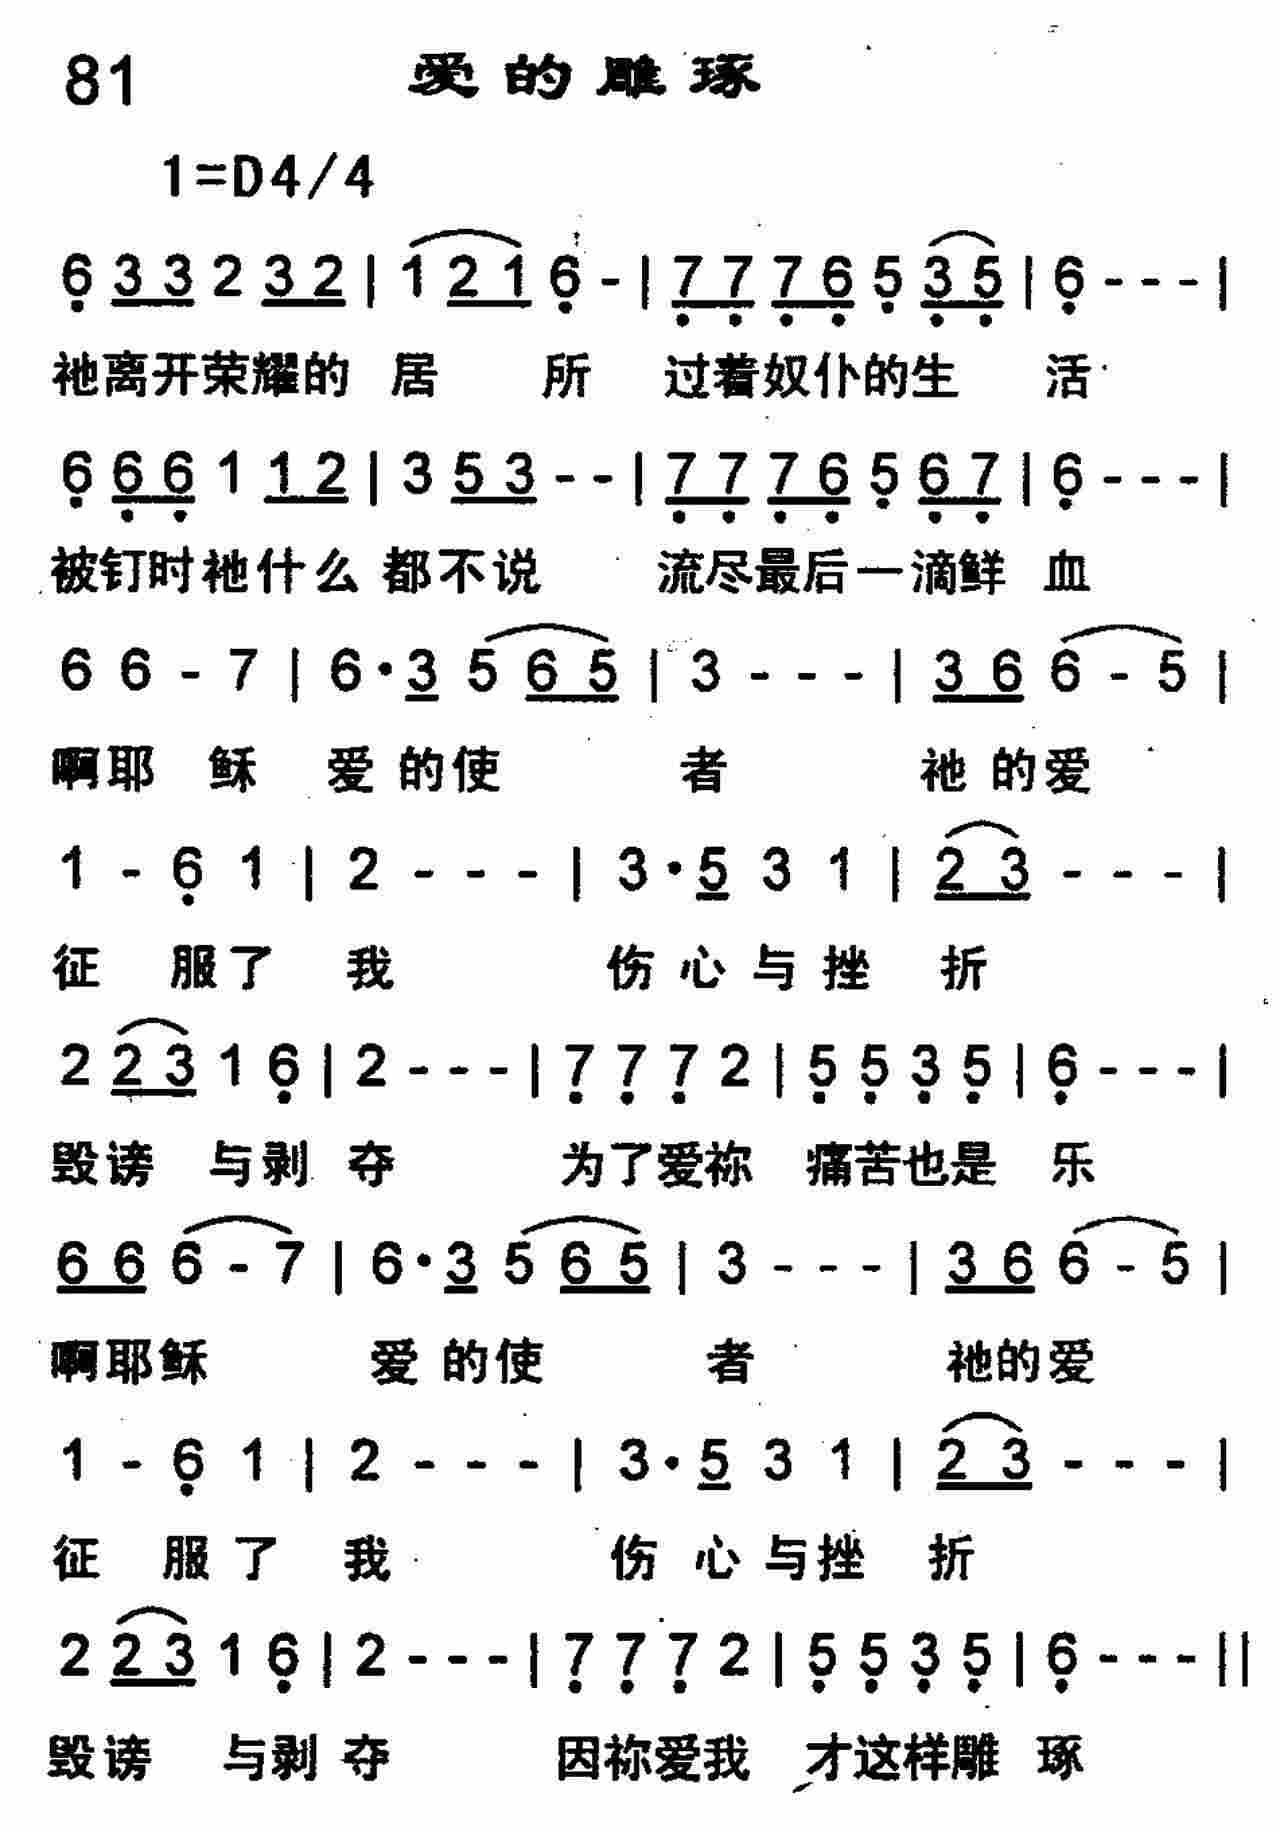 81 爱的雕琢
1=D4/4
6 3 3 2 3 2 | 1 2 1 6 - | 7 7 7 6 5 3 5 | 6 - - - |
祂离开荣耀的 居 所 过着奴仆的生 活
6 6 6 1 1 2 | 3 5 3 - - | 7 7 7 6 5 6 7 | 6 - - - |
被钉时祂什么 都不说 流尽最后一滴鲜 血
6 6 - 7 | 6 · 3 5 6 5 | 3 - - - | 3 6 6 - 5 |
啊耶 稣 爱 的使 者 祂 的爱
1 - 6 1 | 2 - - - | 3 · 5 3 1 | 2 3 - - - |
征 服了 我 伤 心 与 挫 折
2 2 3 1 6 | 2 - - - | 7 7 7 2 | 5 5 3 5 | 6 - - - |
毁谤 与剥 夺 为了爱祢 痛苦也是 乐
6 6 6 - 7 | 6 · 3 5 6 5 | 3 - - - | 3 6 6 - 5 |
啊耶稣 爱 的使 者 祂的爱
1 - 6 1 | 2 - - - | 3 · 5 3 1 | 2 3 - - - |
征 服 了 我 伤 心 与挫 折
2 2 3 1 6 | 2 - - - | 7 7 7 2 | 5 5 3 5 | 6 - - - ||
毁谤 与剥 夺 因祢爱我 才这样雕 琢